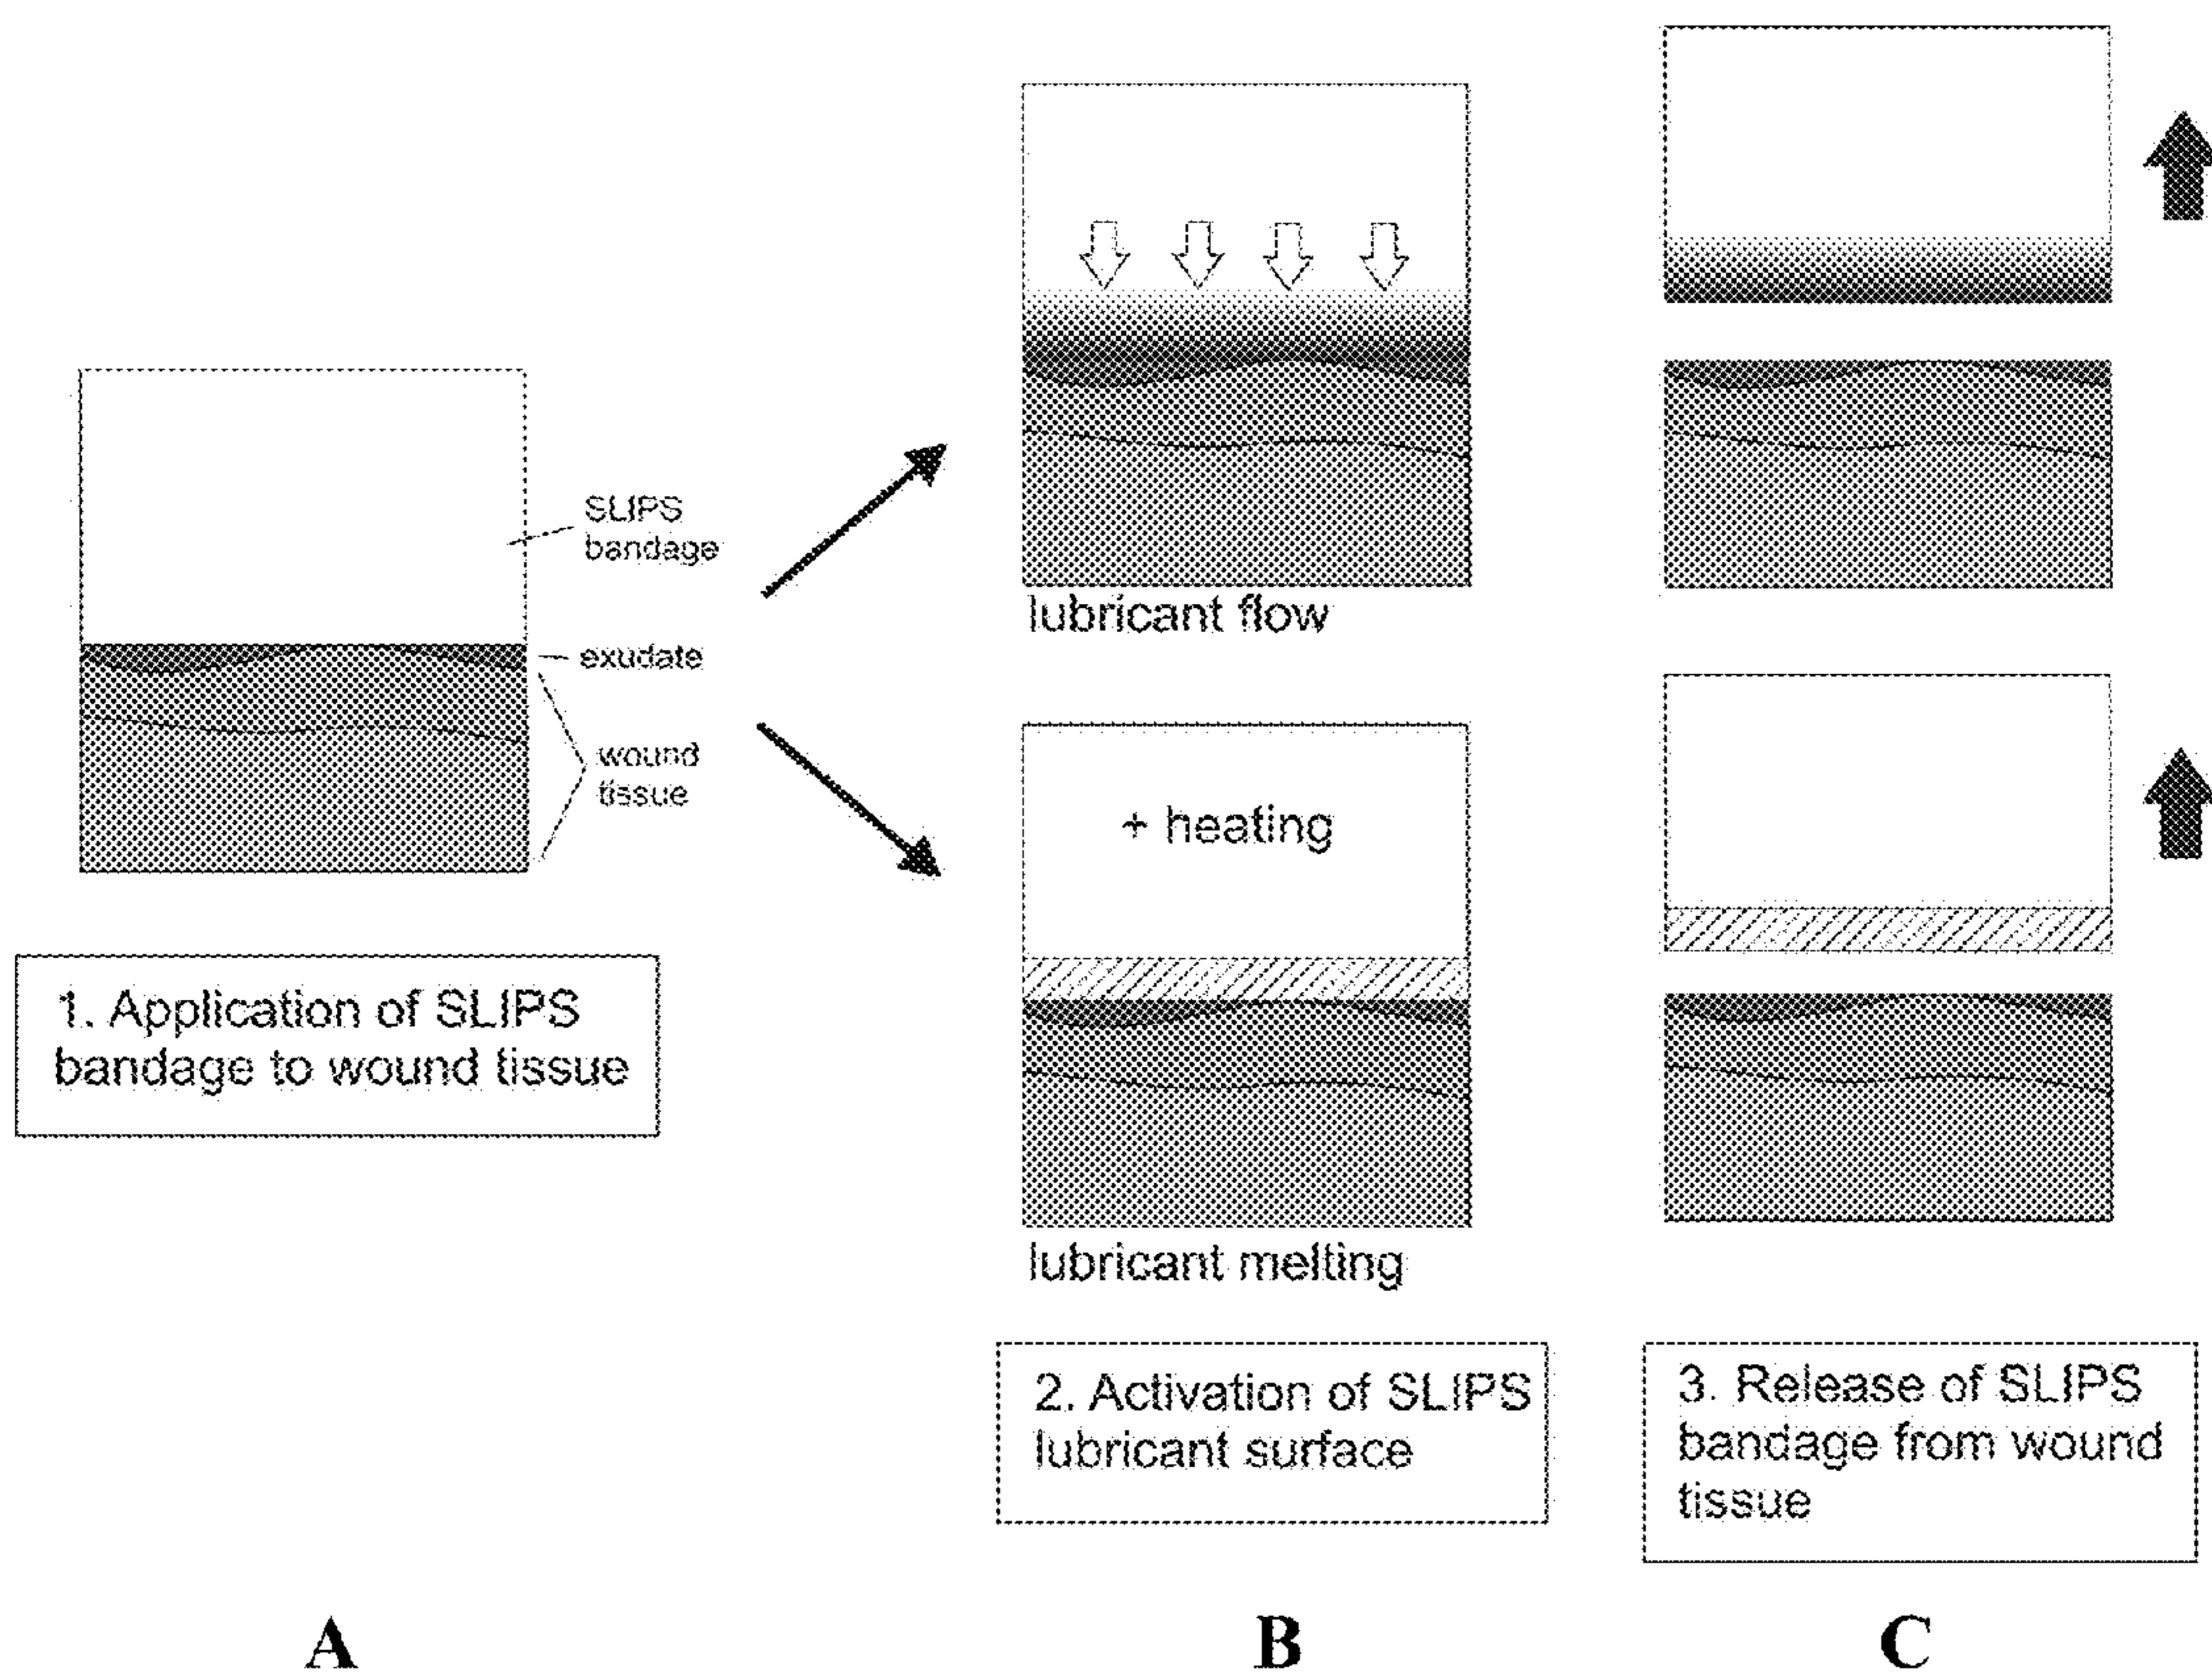 SLIPS
bandage
exudate
wound
tissue
1. Application of SLIPS
bandage to wound tissue
lubricant flow
+ heating
lubricant melting
2. Activation of SLIPS
lubricant surface
3. Release of SLIPS
bandage from wound
tissue
A
B
C